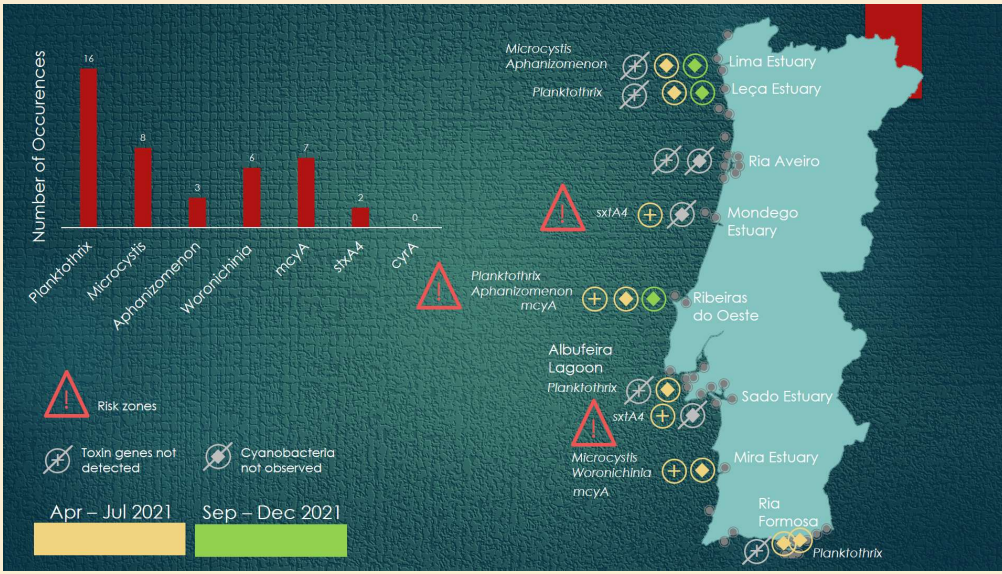 Number of Occurences
16
8
3
6
7
2
0
Planktothrix
Microcystis
Aphanizomenon
Woronichinia
mcyA
stxA4
cyrA
Risk zones
Toxin genes not
detected
Cyanobacteria
not observed
Apr – Jul 2021
Sep – Dec 2021
Microcystis
Aphanizomenon
Lima Estuary
Planktothrix
Leça Estuary
Ria Aveiro
sxtA4
Mondego
Estuary
Planktothrix
Aphanizomenon
mcyA
Ribeiras
do Oeste
Albufeira
Lagoon
Planktothrix
sxtA4
Sado Estuary
Microcystis
Woronichinia
mcyA
Mira Estuary
Ria
Formosa
Planktothrix